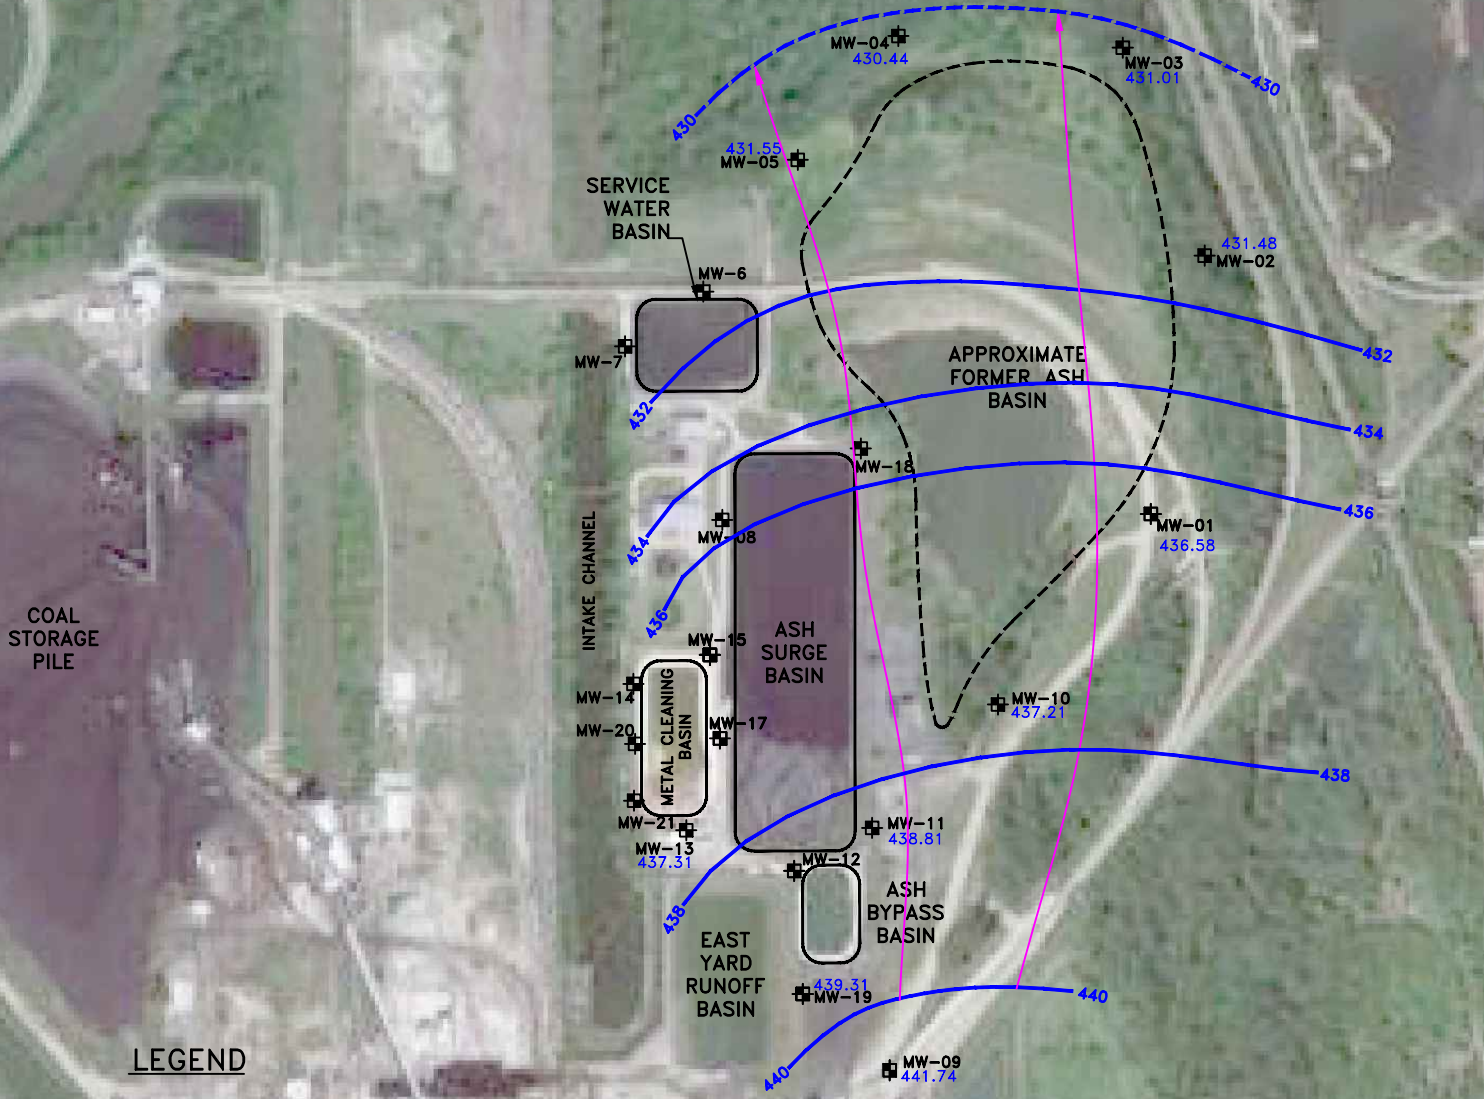 MW-04
430.44
MW-03
431.01
430
430
431.55
MW-05
SERVICE
WATER
BASIN
431.48
MW-02
MW-6
MW-7
432
APPROXIMATE
FORMER ASH
BASIN
432
434
MW-18
436
MW-01
436.58
MW-08
434
INTAKE CHANNEL
436
COAL
STORAGE
PILE
MW-15
ASH
SURGE
BASIN
MW-14
METAL CLEANING
BASIN
MW-10
437.21
MW-20
MW-17
438
MW-21
MW-13
437.31
MW-11
438.81
MW-12
438
ASH
BYPASS
BASIN
EAST
YARD
RUNOFF
BASIN
439.31
MW-19
440
LEGEND
MW-09
441.74
440